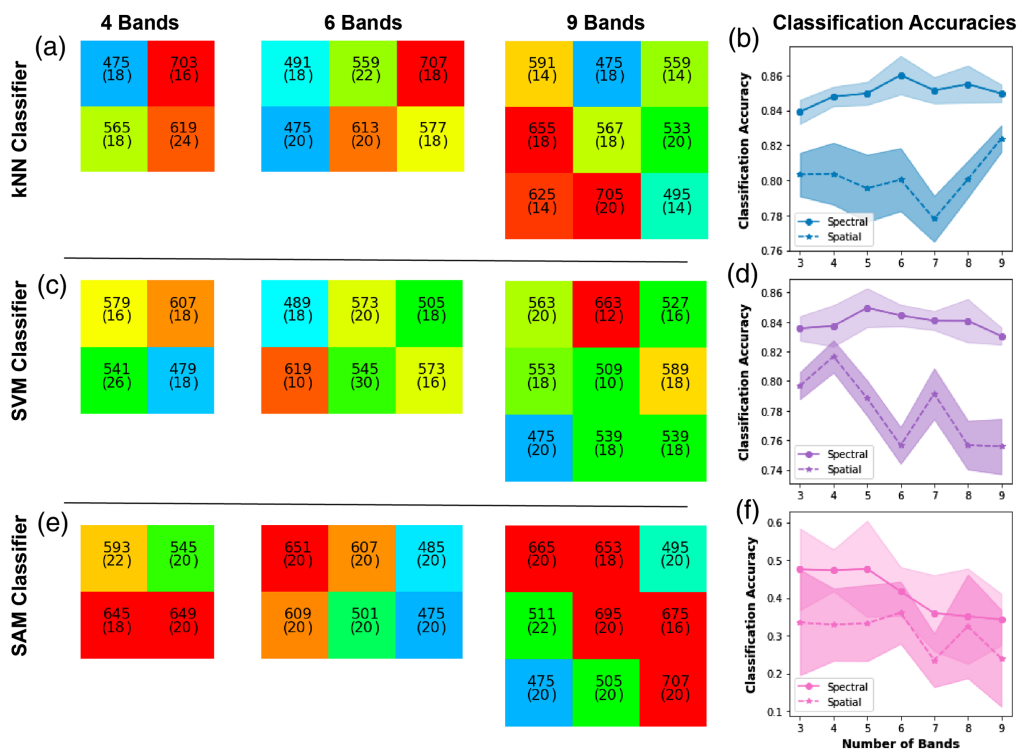 4 Bands
6 Bands
9 Bands
Classification Accuracies
kNN Classifier
(a)
475 703
(18) (16)
565 619
(18) (24)
491 559 707
(18) (22) (18)
475 613 577
(20) (20) (18)
591 475 559
(14) (18) (14)
655 567 533
(18) (18) (20)
625 705 495
(14) (20) (14)
(b)
Classification Accuracy
0.86
0.84
0.82
0.80
0.78
0.76
Spectral
Spatial
3 4 5 6 7 8 9
SVM Classifier
(c)
579 607
(16) (18)
541 479
(26) (18)
489 573 505
(18) (20) (18)
619 545 573
(10) (30) (16)
563 663 527
(20) (12) (16)
553 509 589
(18) (10) (18)
475 539 539
(20) (18) (18)
(d)
Classification Accuracy
0.86
0.84
0.82
0.80
0.78
0.76
0.74
Spectral
Spatial
3 4 5 6 7 8 9
SAM Classifier
(e)
593 545
(22) (20)
645 649
(18) (20)
651 607 485
(20) (20) (20)
609 501 475
(20) (20) (20)
665 653 495
(20) (18) (20)
511 695 675
(22) (20) (16)
475 505 707
(20) (20) (20)
(f)
Classification Accuracy
0.6
0.5
0.4
0.3
0.2
0.1
Spectral
Spatial
3 4 5 6 7 8 9
Number of Bands